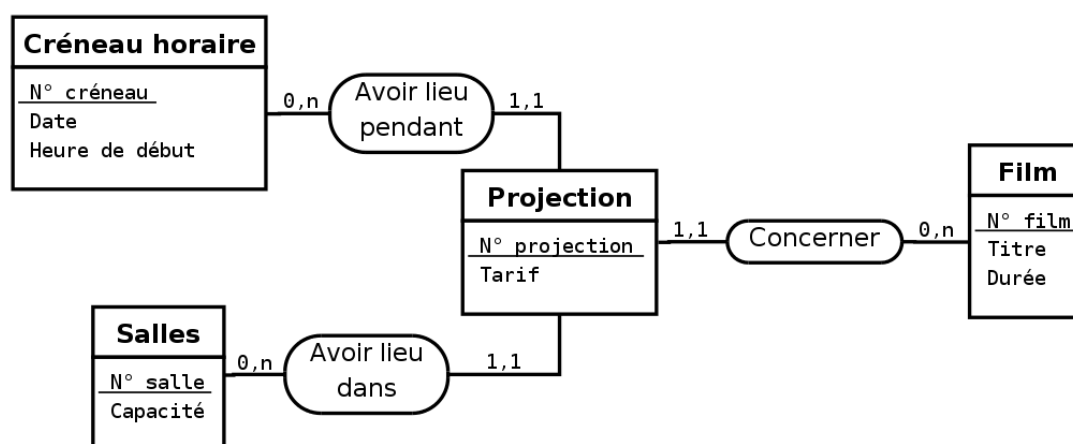 Créneau horaire
N° créneau
Date
Heure de début
0,n
Avoir lieu
pendant
1,1
Projection
N° projection
Tarif
1,1
Concerner
0,n
Film
N° film
Titre
Durée
Salles
N° salle
Capacité
0,n
Avoir lieu
dans
1,1